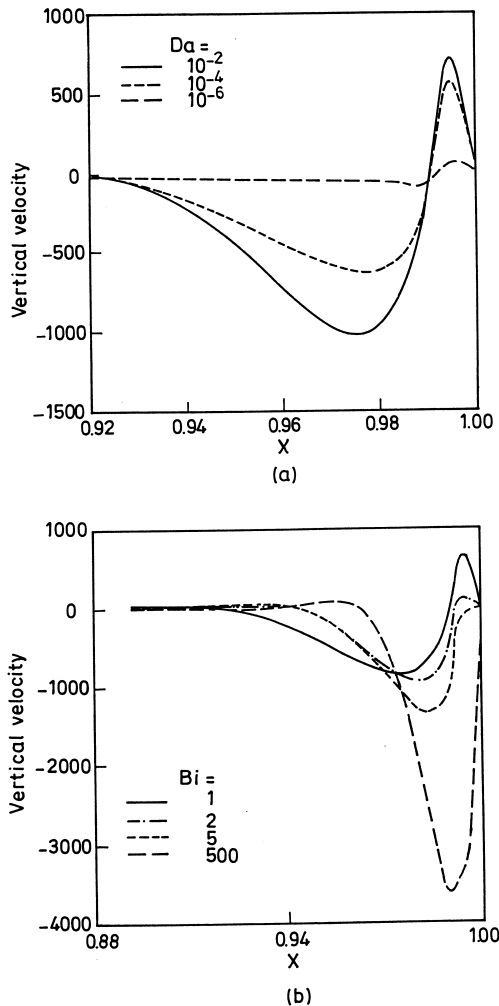 1000
500
0
-500
-1000
-1500
Vertical velocity
Da =
10-2
10-4
10-6
0.92 0.94 0.96 0.98 1.00
X
(a)
1000
0
-1000
-2000
-3000
-4000
Vertical velocity
Bi =
1
2
5
500
0.88 0.94 1.00
X
(b)